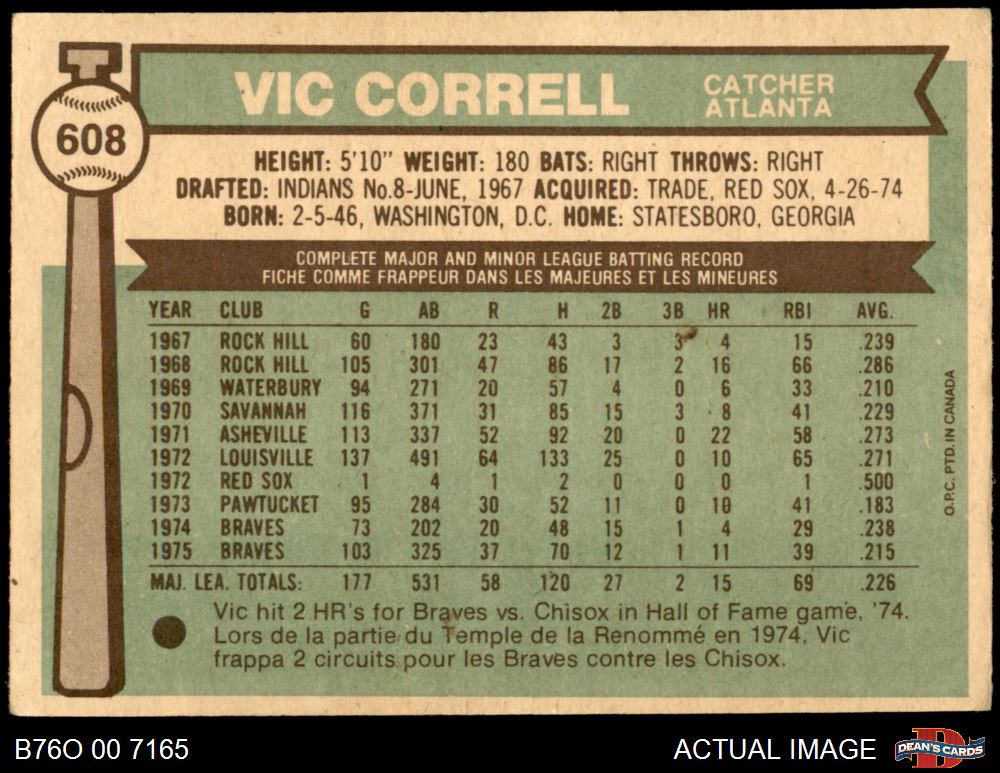 608
VIC CORRELL
CATCHER
ATLANTA
HEIGHT: 5'10" WEIGHT: 180 BATS: RIGHT THROWS: RIGHT
DRAFTED: INDIANS No.8-JUNE, 1967 ACQUIRED: TRADE, RED SOX, 4-26-74
BORN: 2-5-46, WASHINGTON, D.C. HOME: STATESBORO, GEORGIA
COMPLETE MAJOR AND MINOR LEAGUE BATTING RECORD
FICHE COMME FRAPPEUR DANS LES MAJEURES ET LES MINEURES
YEAR CLUB G AB R H 2B 3B HR RBI AVG.
1967 ROCK HILL 60 180 23 43 3 3 4 15 .239
1968 ROCK HILL 105 301 47 86 17 2 16 66 .286
1969 WATERBURY 94 271 20 57 4 0 6 33 .210
1970 SAVANNAH 116 371 31 85 15 3 8 41 .229
1971 ASHEVILLE 113 337 52 92 20 0 22 58 .273
1972 LOUISVILLE 137 491 64 133 25 0 10 65 .271
1972 RED SOX 1 4 1 2 0 0 0 1 .500
1973 PAWTUCKET 95 284 30 52 11 0 10 41 .183
1974 BRAVES 73 202 20 48 15 1 4 29 .238
1975 BRAVES 103 325 37 70 12 1 11 39 .215
MAJ. LEA. TOTALS: 177 531 58 120 27 2 15 69 .226
Vic hit 2 HR's for Braves vs. Chisox in Hall of Fame game, '74.
Lors de la partie du Temple de la Renommé en 1974, Vic
frappa 2 circuits pour les Braves contre les Chisox.
O.P.C. PTD. IN CANADA
B76O 00 7165
ACTUAL IMAGE
DEAN'S CARDS